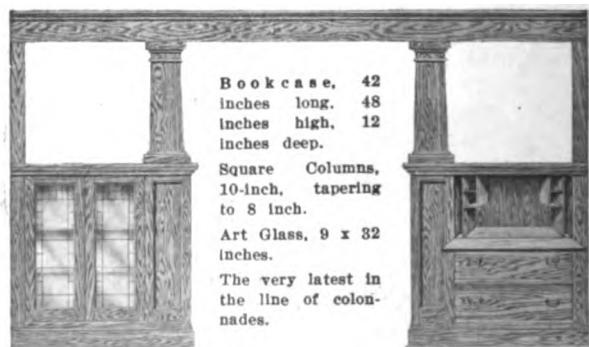 Bookcase, 42
inches long. 48
inches high, 12
inches deep.
Square Columns,
10-inch, tapering
to 8 inch.
Art Glass, 9 x 32
inches.
The very latest in
the line of colon-
nades.